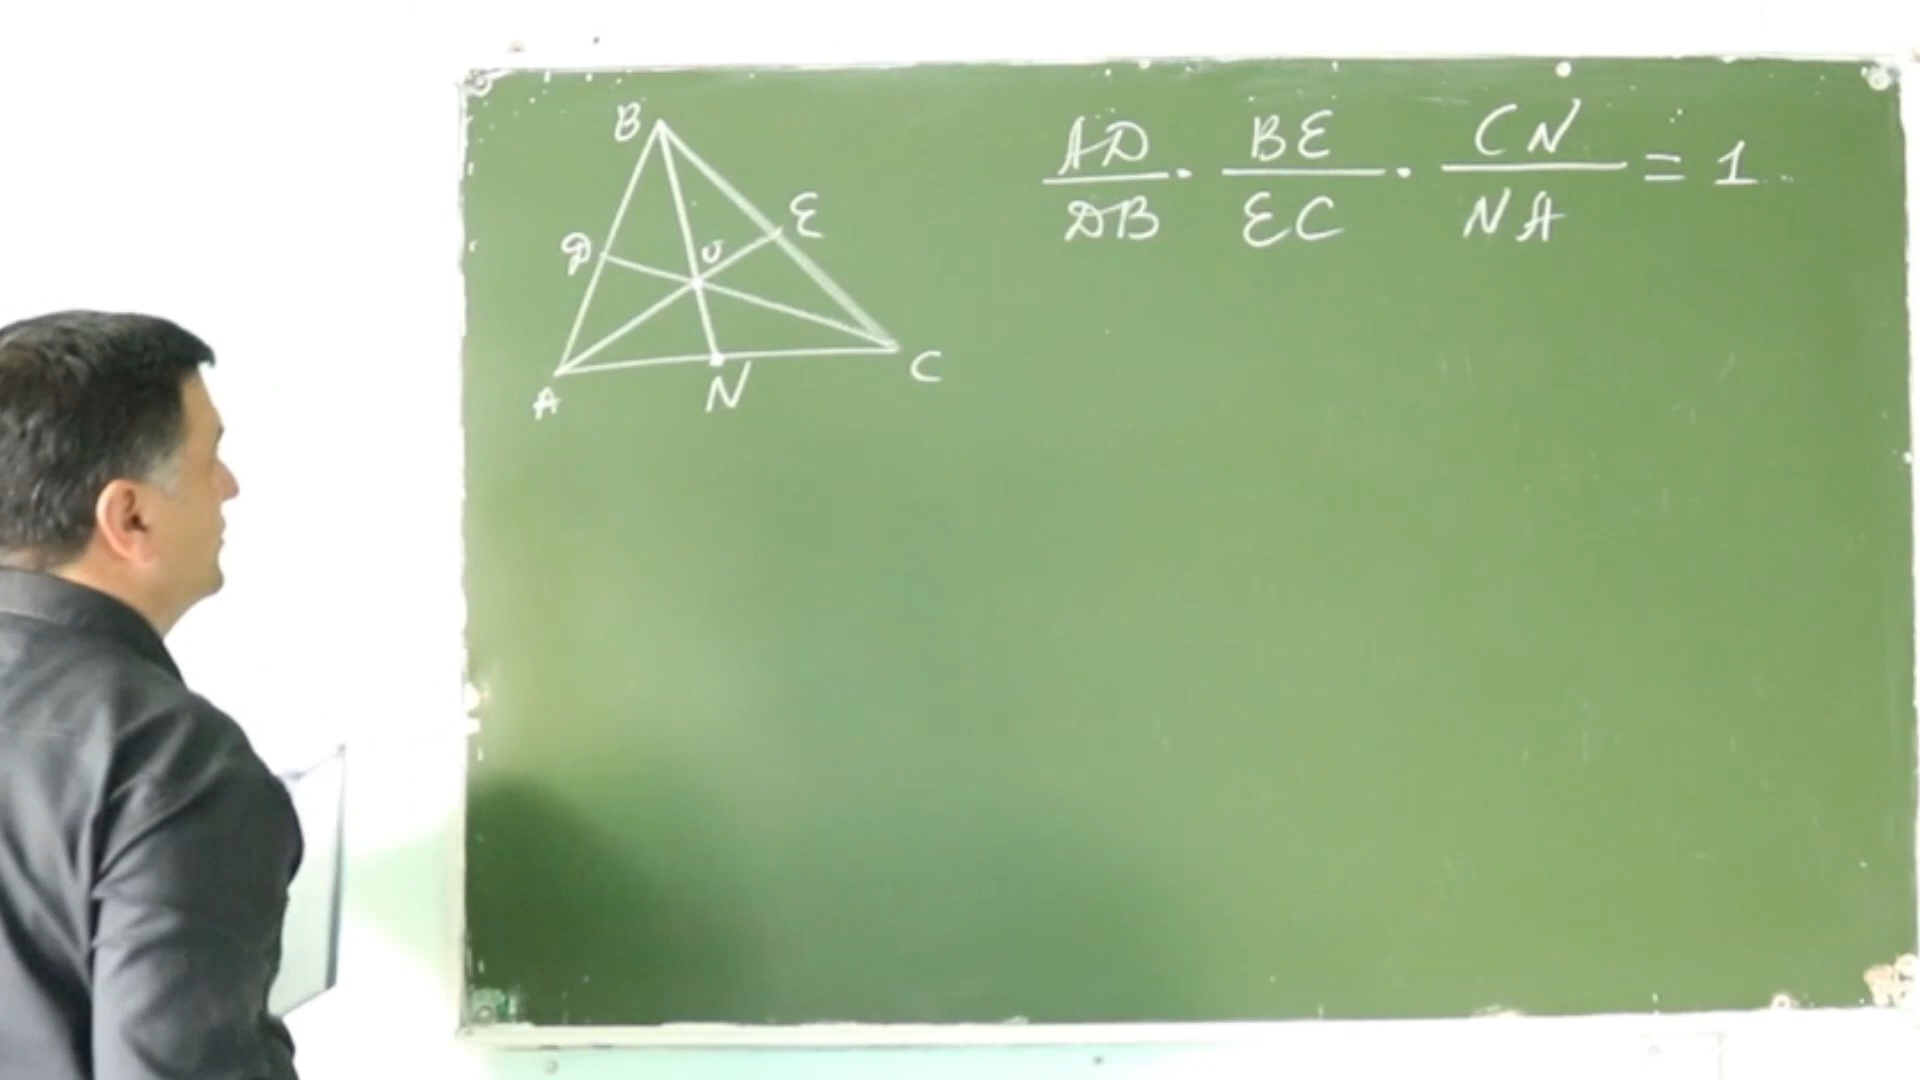 B
E
D
O
A
N
C
AD/DB · BE/EC · CN/NA = 1